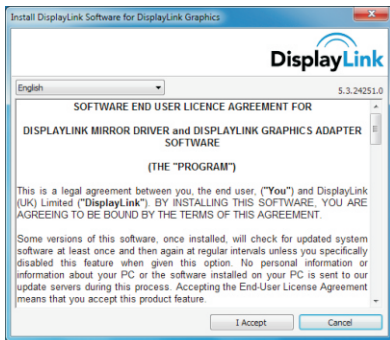 Install DisplayLink Software for DisplayLink Graphics
DisplayLink
English
5.3.24251.0
SOFTWARE END USER LICENCE AGREEMENT FOR
DISPLAYLINK MIRROR DRIVER and DISPLAYLINK GRAPHICS ADAPTER
SOFTWARE
(THE "PROGRAM")
This is a legal agreement between you, the end user, ("You") and DisplayLink
(UK) Limited ("DisplayLink"). BY INSTALLING THIS SOFTWARE, YOU ARE
AGREEING TO BE BOUND BY THE TERMS OF THIS AGREEMENT.
Some versions of this software, once installed, will check for updated system
software at least once and then again at regular intervals unless you specifically
disabled this feature when given this option. No personal information or
information about your PC or the software installed on your PC is sent to our
update servers during this process. Accepting the End-User License Agreement
means that you accept this product feature.
I Accept
Cancel